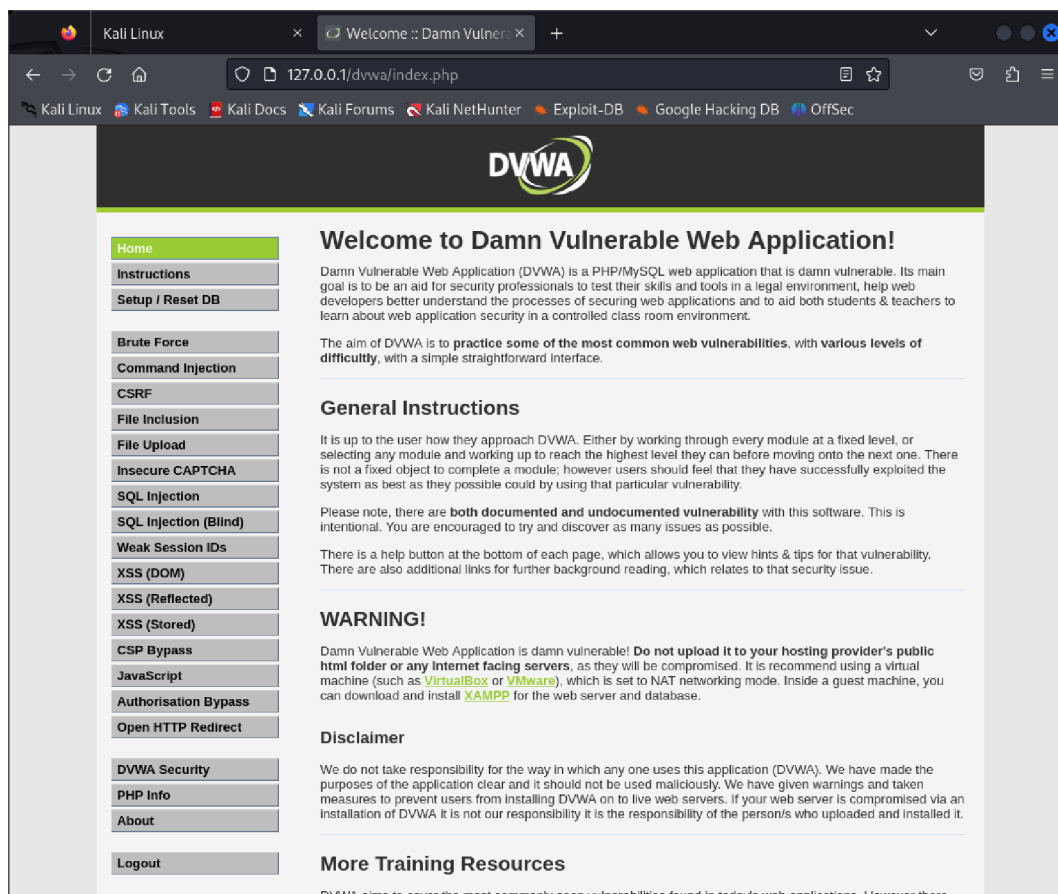 Kali Linux
Welcome :: Damn Vulnera
127.0.0.1/dvwa/index.php
Kali Linux
Kali Tools
Kali Docs
Kali Forums
Kali NetHunter
Exploit-DB
Google Hacking DB
OffSec
DVWA
Home
Instructions
Setup / Reset DB
Brute Force
Command Injection
CSRF
File Inclusion
File Upload
Insecure CAPTCHA
SQL Injection
SQL Injection (Blind)
Weak Session IDs
XSS (DOM)
XSS (Reflected)
XSS (Stored)
CSP Bypass
JavaScript
Authorisation Bypass
Open HTTP Redirect
DVWA Security
PHP Info
About
Logout
Welcome to Damn Vulnerable Web Application!
Damn Vulnerable Web Application (DVWA) is a PHP/MySQL web application that is damn vulnerable. Its main
goal is to be an aid for security professionals to test their skills and tools in a legal environment, help web
developers better understand the processes of securing web applications and to aid both students & teachers to
learn about web application security in a controlled class room environment.
The aim of DVWA is to practice some of the most common web vulnerabilities, with various levels of
difficultly, with a simple straightforward interface.
General Instructions
It is up to the user how they approach DVWA. Either by working through every module at a fixed level, or
selecting any module and working up to reach the highest level they can before moving onto the next one. There
is not a fixed object to complete a module; however users should feel that they have successfully exploited the
system as best as they possible could by using that particular vulnerability.
Please note, there are both documented and undocumented vulnerability with this software. This is
intentional. You are encouraged to try and discover as many issues as possible.
There is a help button at the bottom of each page, which allows you to view hints & tips for that vulnerability.
There are also additional links for further background reading, which relates to that security issue.
WARNING!
Damn Vulnerable Web Application is damn vulnerable! Do not upload it to your hosting provider's public
html folder or any Internet facing servers, as they will be compromised. It is recommend using a virtual
machine (such as VirtualBox or VMware), which is set to NAT networking mode. Inside a guest machine, you
can download and install XAMPP for the web server and database.
Disclaimer
We do not take responsibility for the way in which any one uses this application (DVWA). We have made the
purposes of the application clear and it should not be used maliciously. We have given warnings and taken
measures to prevent users from installing DVWA on to live web servers. If your web server is compromised via an
installation of DVWA it is not our responsibility it is the responsibility of the person/s who uploaded and installed it.
More Training Resources
DVWA aims to cover the most commonly seen vulnerabilities found in today's web applications. However there